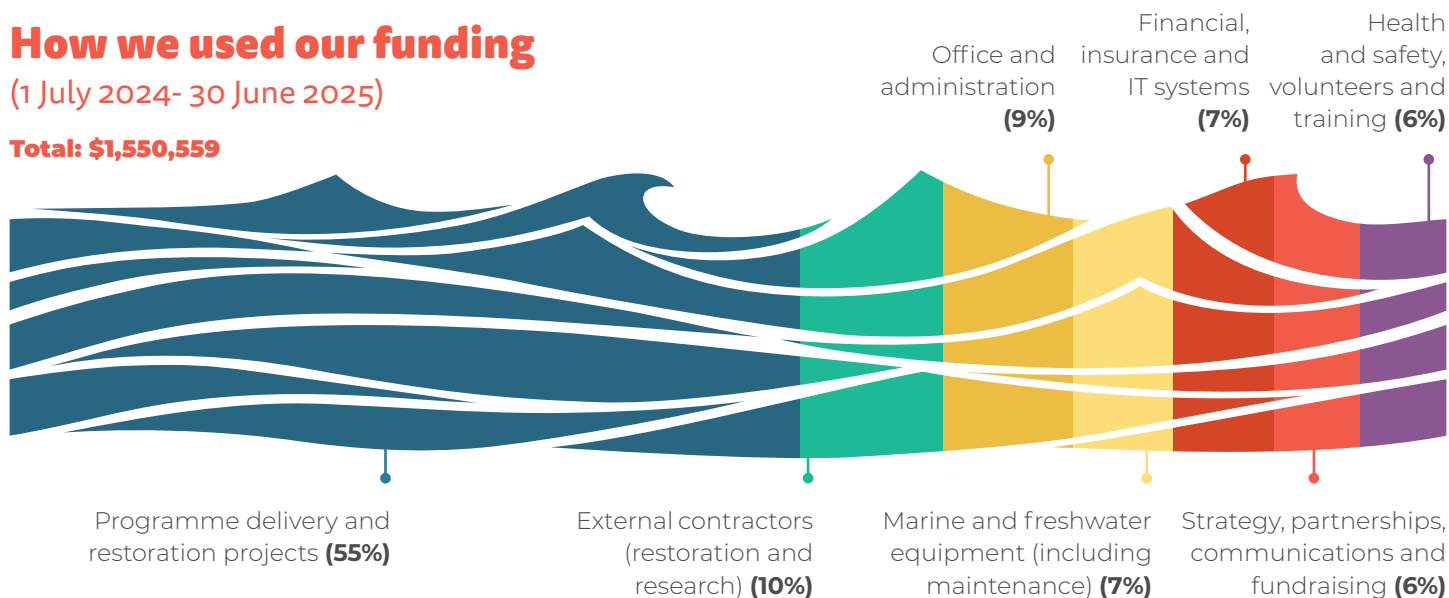 How we used our funding
(1 July 2024- 30 June 2025)
Total: $1,550,559
Office and
administration
(9%)
Financial,
insurance and
IT systems
(7%)
Health
and safety,
volunteers and
training (6%)
Programme delivery and
restoration projects (55%)
External contractors
(restoration and
research) (10%)
Marine and freshwater
equipment (including
maintenance) (7%)
Strategy, partnerships,
communications and
fundraising (6%)